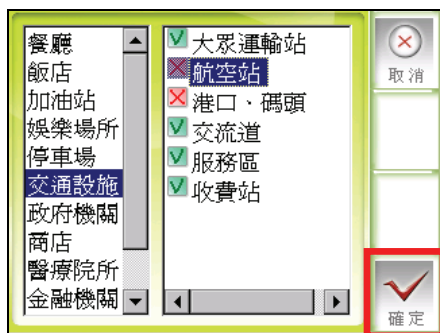 餐廳
飯店
加油站
娛樂場所
停車場
交通設施
政府機關
商店
醫療院所
金融機關
大眾運輸站
航空站
港口、碼頭
交流道
服務區
收費站
取消
確定